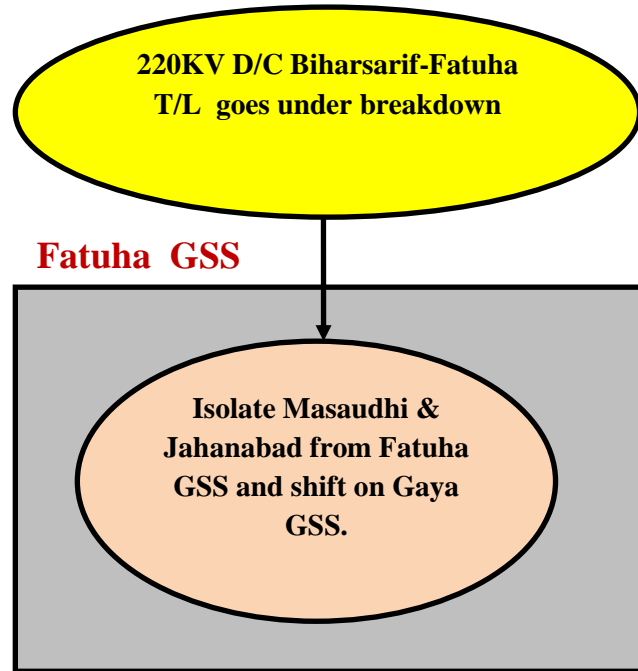 220KV D/C Biharsarif-Fatuha
T/L goes under breakdown
Fatuha GSS
Isolate Masaudhi &
Jahanabad from Fatuha
GSS and shift on Gaya
GSS.